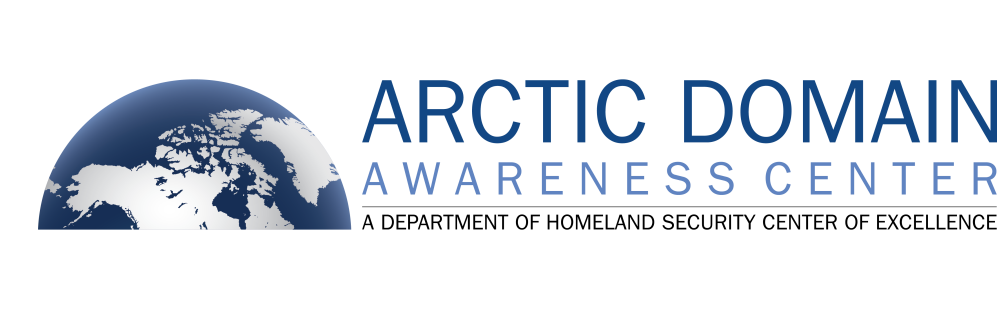 ARCTIC DOMAIN
AWARENESS CENTER
A DEPARTMENT OF HOMELAND SECURITY CENTER OF EXCELLENCE